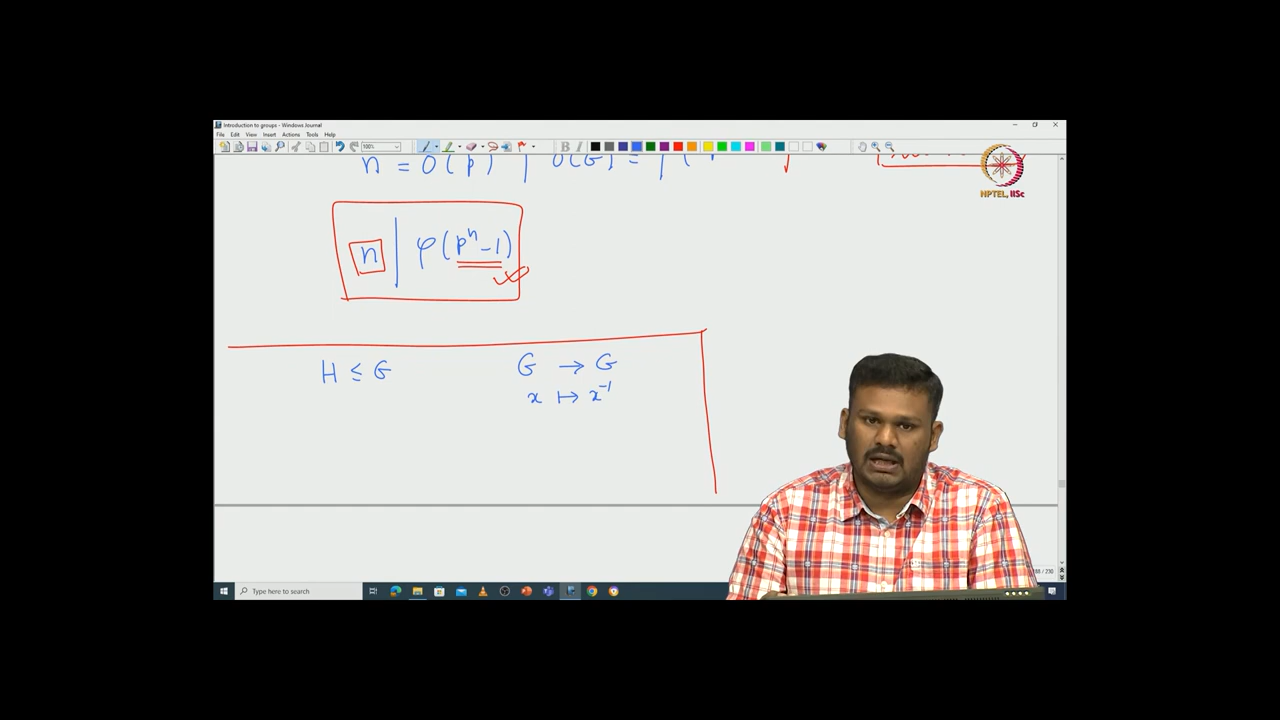 Introduction to groups - Windows Journal
File Edit View Insert Actions Tools Help
100%
n = O(p) | O(G) =
NPTEL, IISc
n | φ(pⁿ-1)
H ≤ G G → G
x ↦ x⁻¹
Type here to search